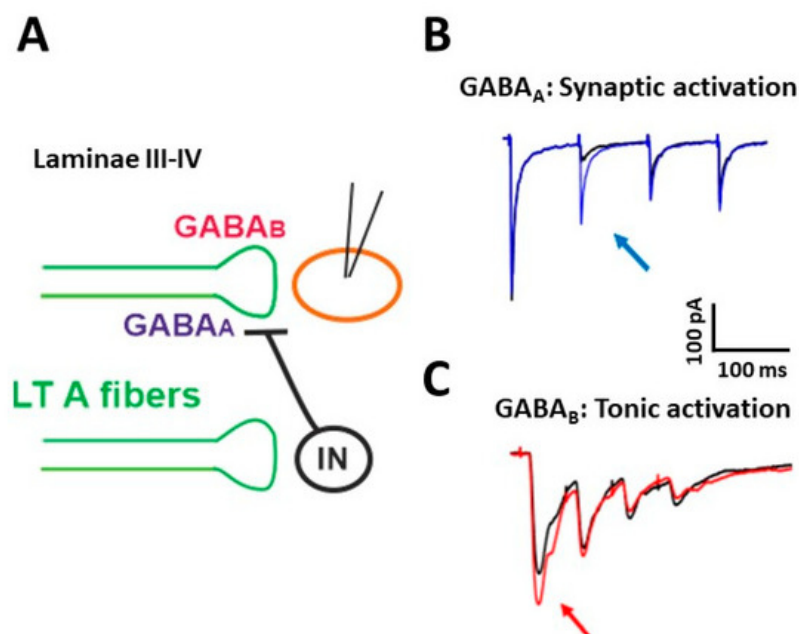 A
Laminae III-IV
GABAB
GABAA
LT A fibers
IN
B
GABAA: Synaptic activation
100 pA
100 ms
C
GABAB: Tonic activation